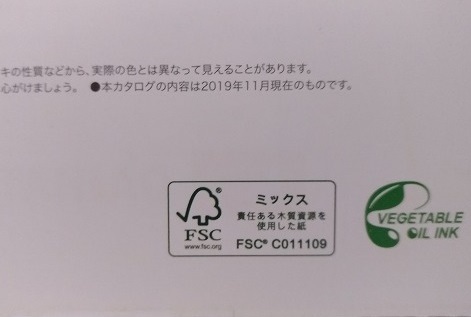 キの性質などから、実際の色とは異なって見えることがあります。
心がけましょう。 ●本カタログの内容は2019年11月現在のものです。
FSC
www.fsc.org
ミックス
責任ある木質資源を
使用した紙
FSC® C011109
VEGETABLE
OIL INK